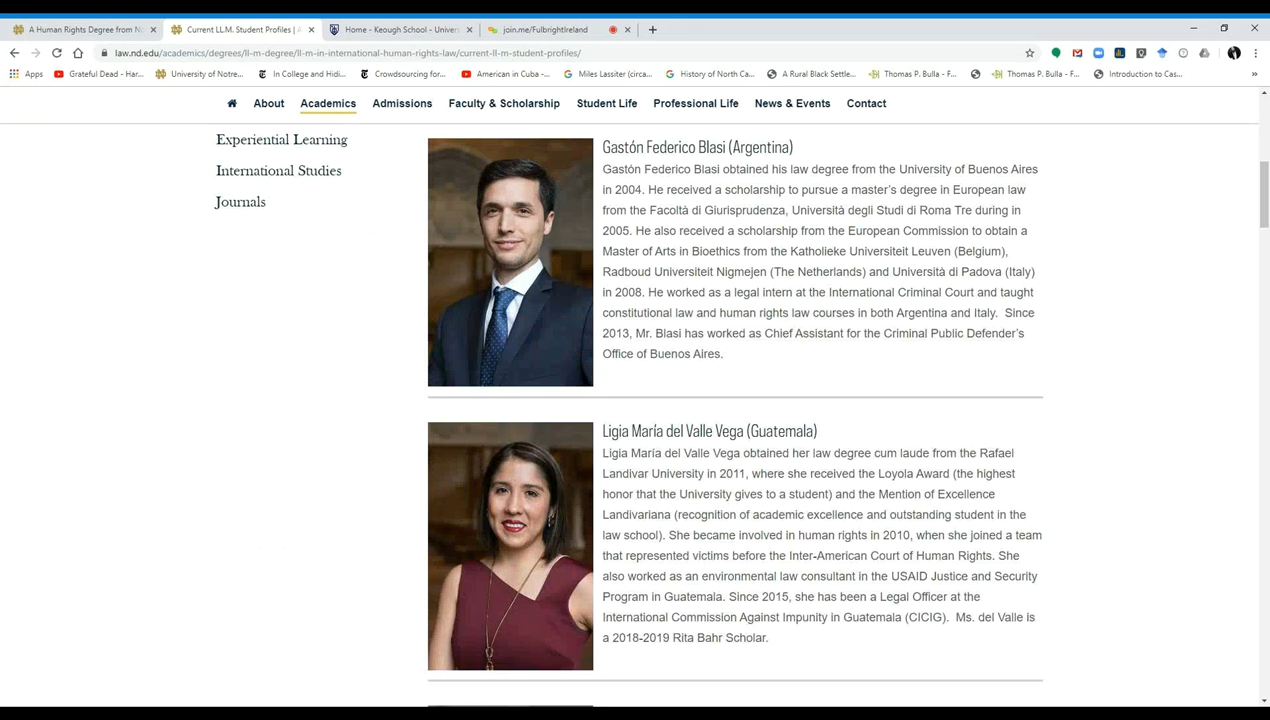 A Human Rights Degree from No
Current LL.M. Student Profiles | A
Home - Keough School - Univers
join.me/FulbrightIreland
law.nd.edu/academics/degrees/ll-m-degree/ll-m-in-international-human-rights-law/current-ll-m-student-profiles/
Apps
Grateful Dead - Har...
University of Notre...
In College and Hidi...
Crowdsourcing for...
American in Cuba -...
Miles Lassiter (circa...
History of North Ca...
A Rural Black Settle...
Thomas P. Bulla - F...
Thomas P. Bulla - F...
Introduction to Cas...
About
Academics
Admissions
Faculty & Scholarship
Student Life
Professional Life
News & Events
Contact
Experiential Learning
International Studies
Journals
Gastón Federico Blasi (Argentina)
Gastón Federico Blasi obtained his law degree from the University of Buenos Aires
in 2004. He received a scholarship to pursue a master's degree in European law
from the Facoltà di Giurisprudenza, Università degli Studi di Roma Tre during in
2005. He also received a scholarship from the European Commission to obtain a
Master of Arts in Bioethics from the Katholieke Universiteit Leuven (Belgium),
Radboud Universiteit Nigmejen (The Netherlands) and Università di Padova (Italy)
in 2008. He worked as a legal intern at the International Criminal Court and taught
constitutional law and human rights law courses in both Argentina and Italy. Since
2013, Mr. Blasi has worked as Chief Assistant for the Criminal Public Defender's
Office of Buenos Aires.
Ligia María del Valle Vega (Guatemala)
Ligia María del Valle Vega obtained her law degree cum laude from the Rafael
Landivar University in 2011, where she received the Loyola Award (the highest
honor that the University gives to a student) and the Mention of Excellence
Landivariana (recognition of academic excellence and outstanding student in the
law school). She became involved in human rights in 2010, when she joined a team
that represented victims before the Inter-American Court of Human Rights. She
also worked as an environmental law consultant in the USAID Justice and Security
Program in Guatemala. Since 2015, she has been a Legal Officer at the
International Commission Against Impunity in Guatemala (CICIG). Ms. del Valle is
a 2018-2019 Rita Bahr Scholar.